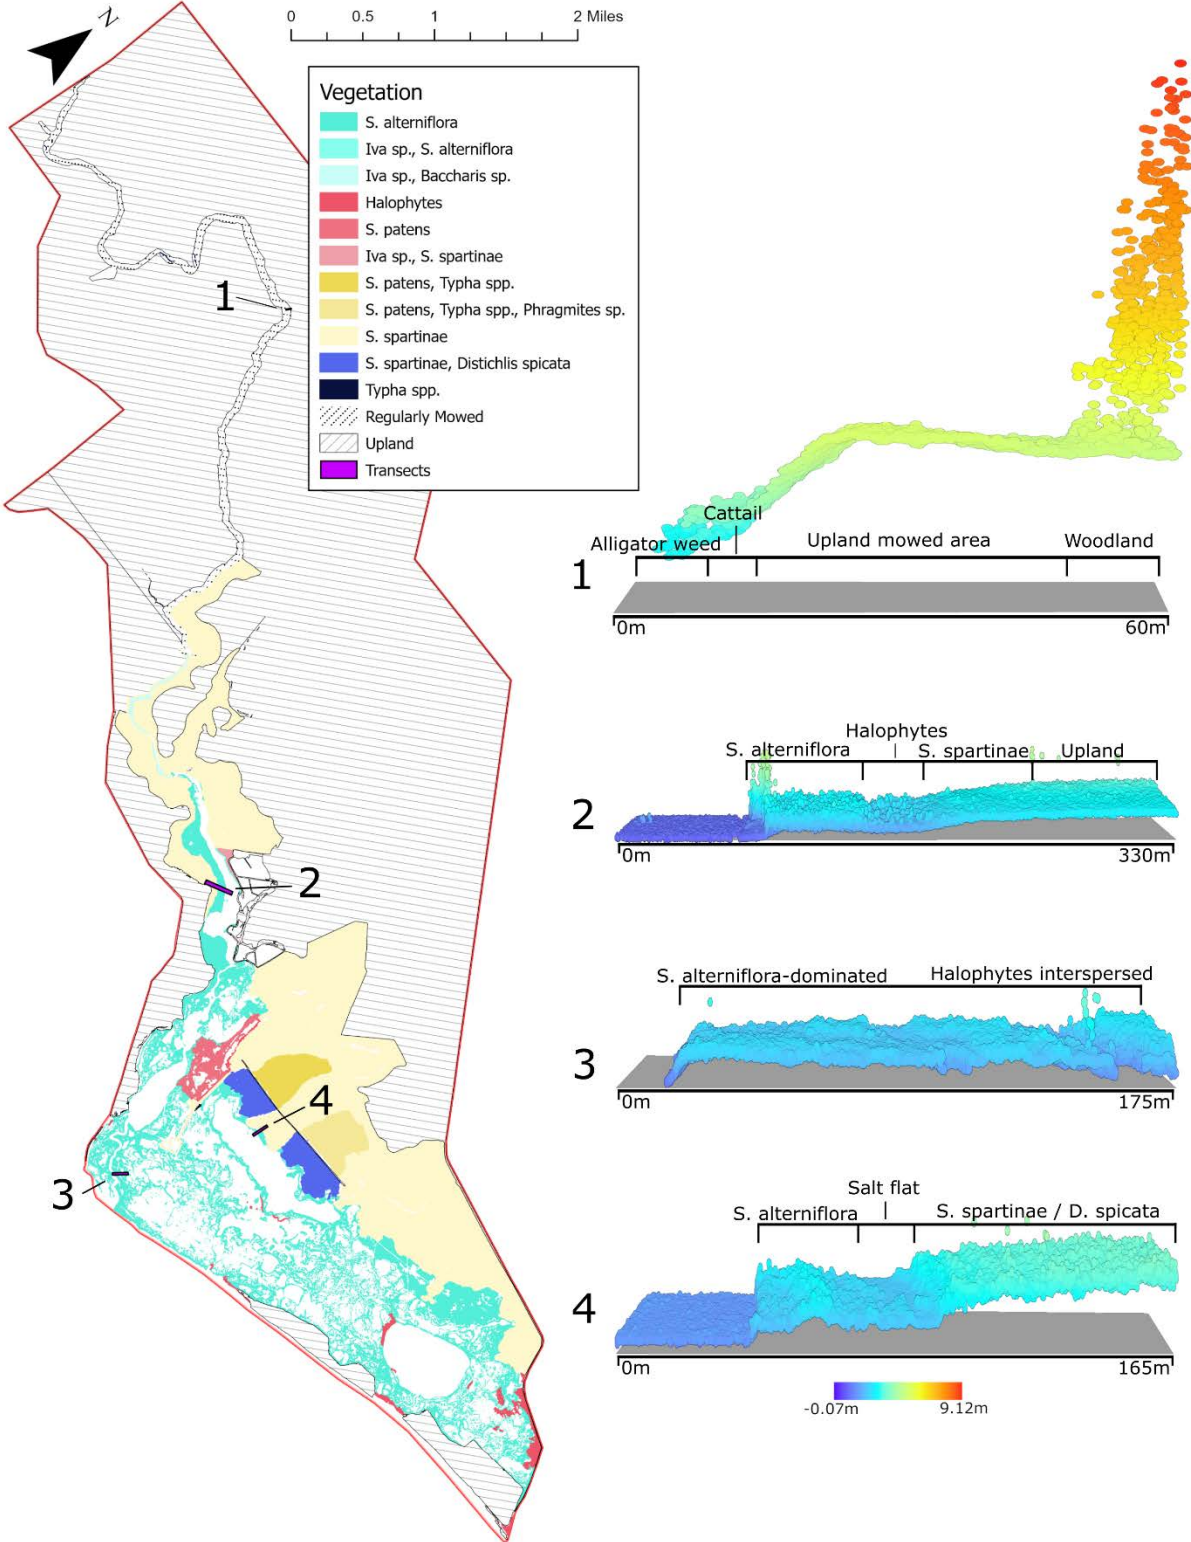 N
0 0.5 1 2 Miles
Vegetation
S. alterniflora
Iva sp., S. alterniflora
Iva sp., Baccharis sp.
Halophytes
S. patens
Iva sp., S. spartinae
S. patens, Typha spp.
S. patens, Typha spp., Phragmites sp.
S. spartinae
S. spartinae, Distichlis spicata
Typha spp.
Regularly Mowed
Upland
Transects
1
2
4
3
Cattail
Alligator weed Upland mowed area Woodland
1
0m 60m
Halophytes
S. alterniflora S. spartinae Upland
2
0m 330m
S. alterniflora-dominated Halophytes interspersed
3
0m 175m
Salt flat
S. alterniflora S. spartinae / D. spicata
4
0m 165m
-0.07m 9.12m